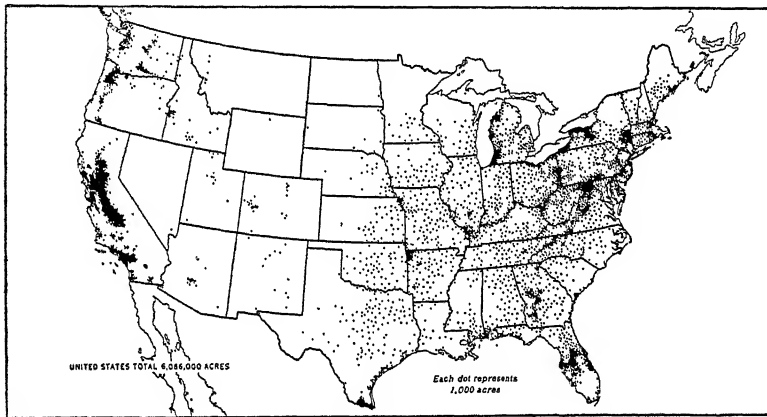 UNITED STATES TOTAL 6,086,000 ACRES
Each dot represents
1,000 acres